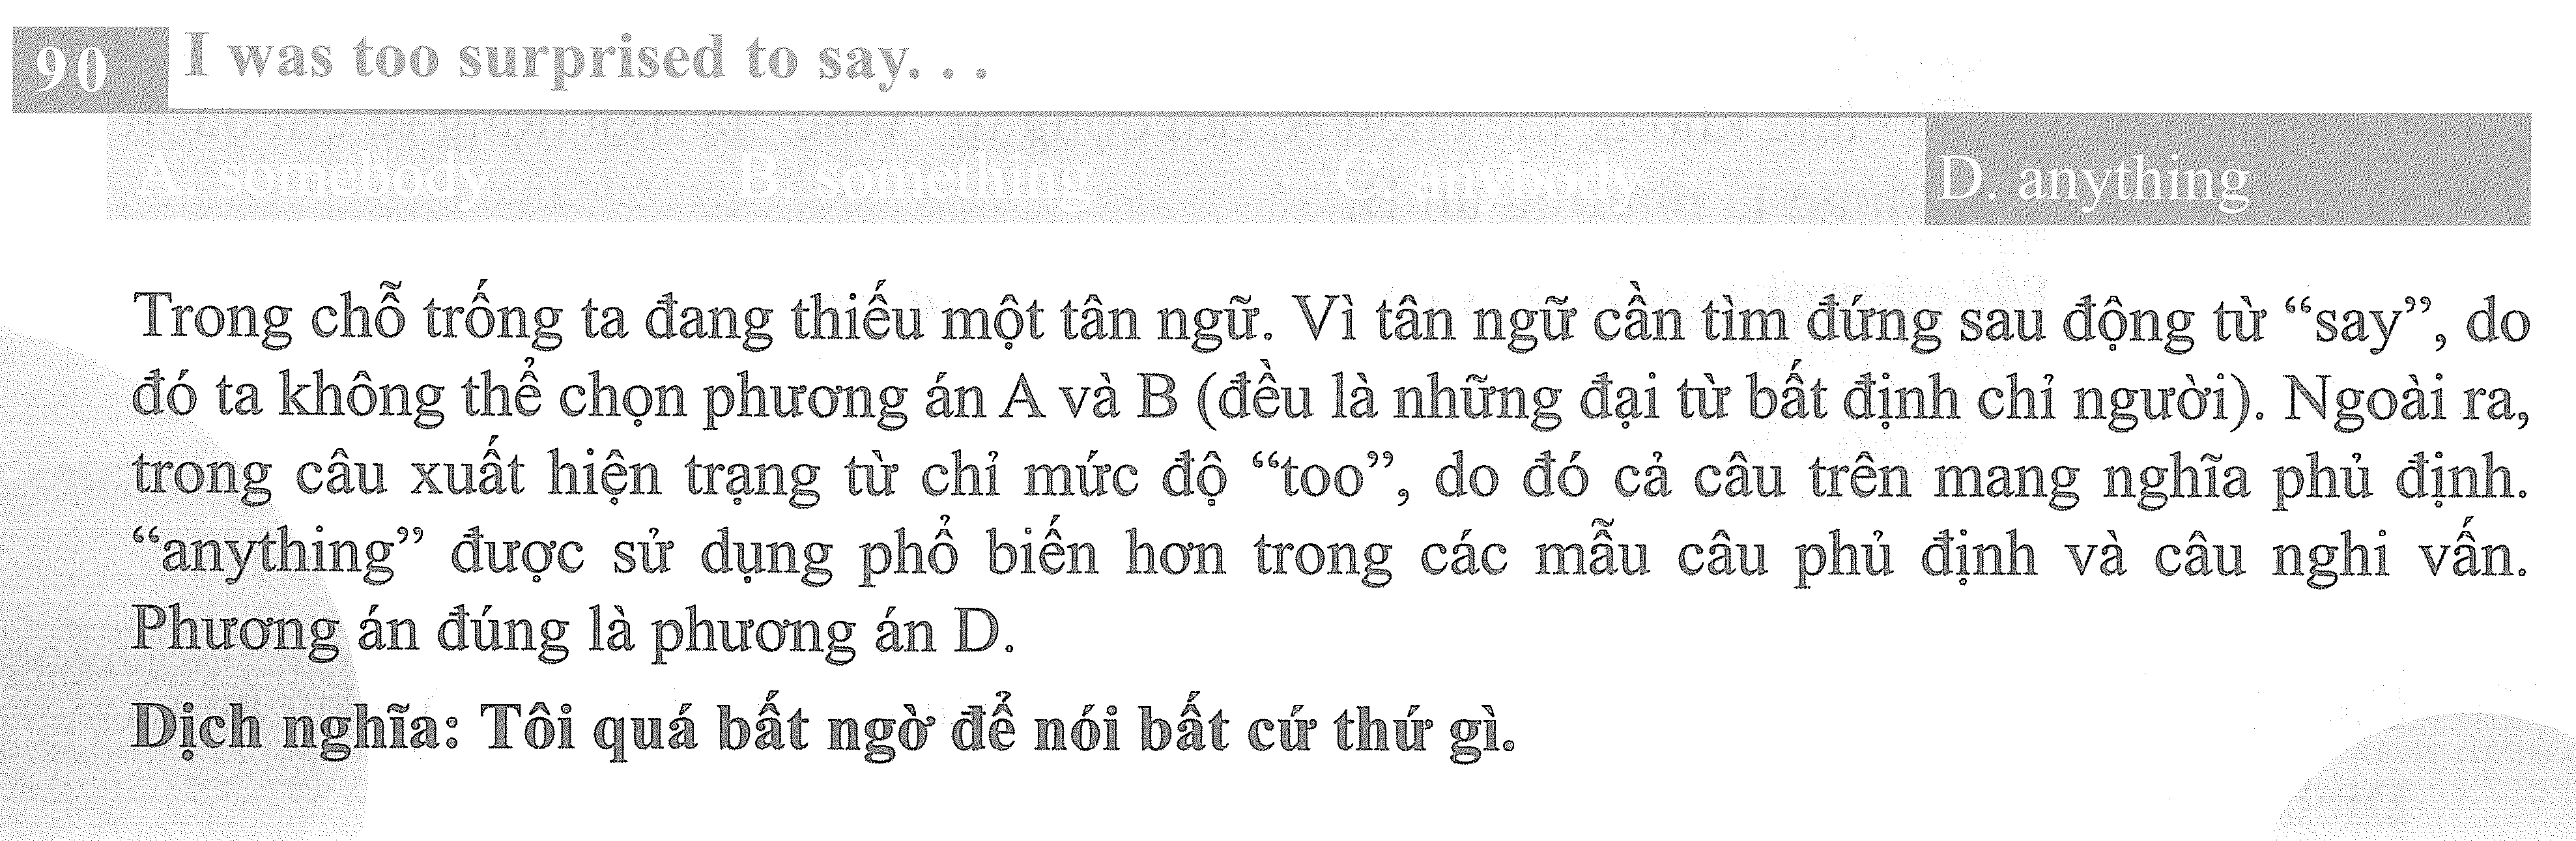 90 I was too surprised to say. . .
A. somebody B. something C. anybody D. anything
Trong chỗ trống ta đang thiếu một tân ngữ. Vì tân ngữ cần tìm đứng sau động từ “say”, do
đó ta không thể chọn phương án A và B (đều là những đại từ bất định chỉ người). Ngoài ra,
trong câu xuất hiện trạng từ chỉ mức độ “too”, do đó cả câu trên mang nghĩa phủ định.
“anything” được sử dụng phổ biến hơn trong các mẫu câu phủ định và câu nghi vấn.
Phương án đúng là phương án D.
Dịch nghĩa: Tôi quá bất ngờ để nói bất cứ thứ gì.